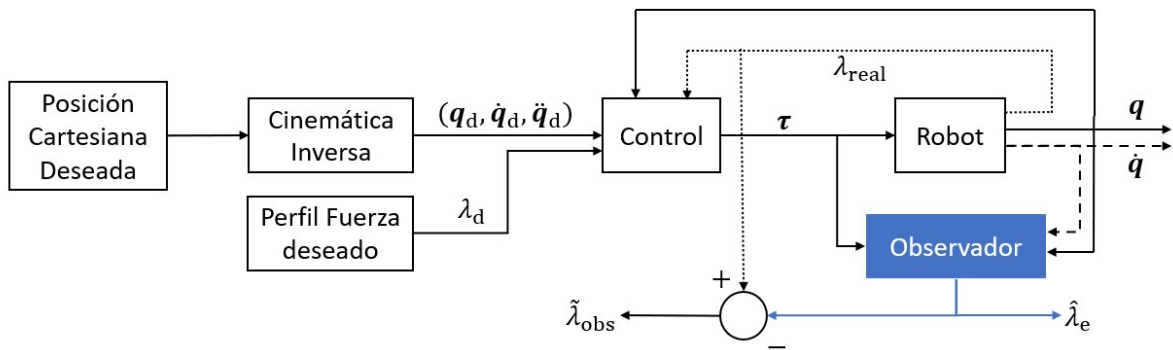 Posición
Cartesiana
Deseada
Cinemática
Inversa
(q_d, q̇_d, q̈_d)
Perfil Fuerza
deseado
λ_d
Control
τ
λ_real
Robot
q
q̇
Observador
+
−
λ̃_obs
λ̂_e